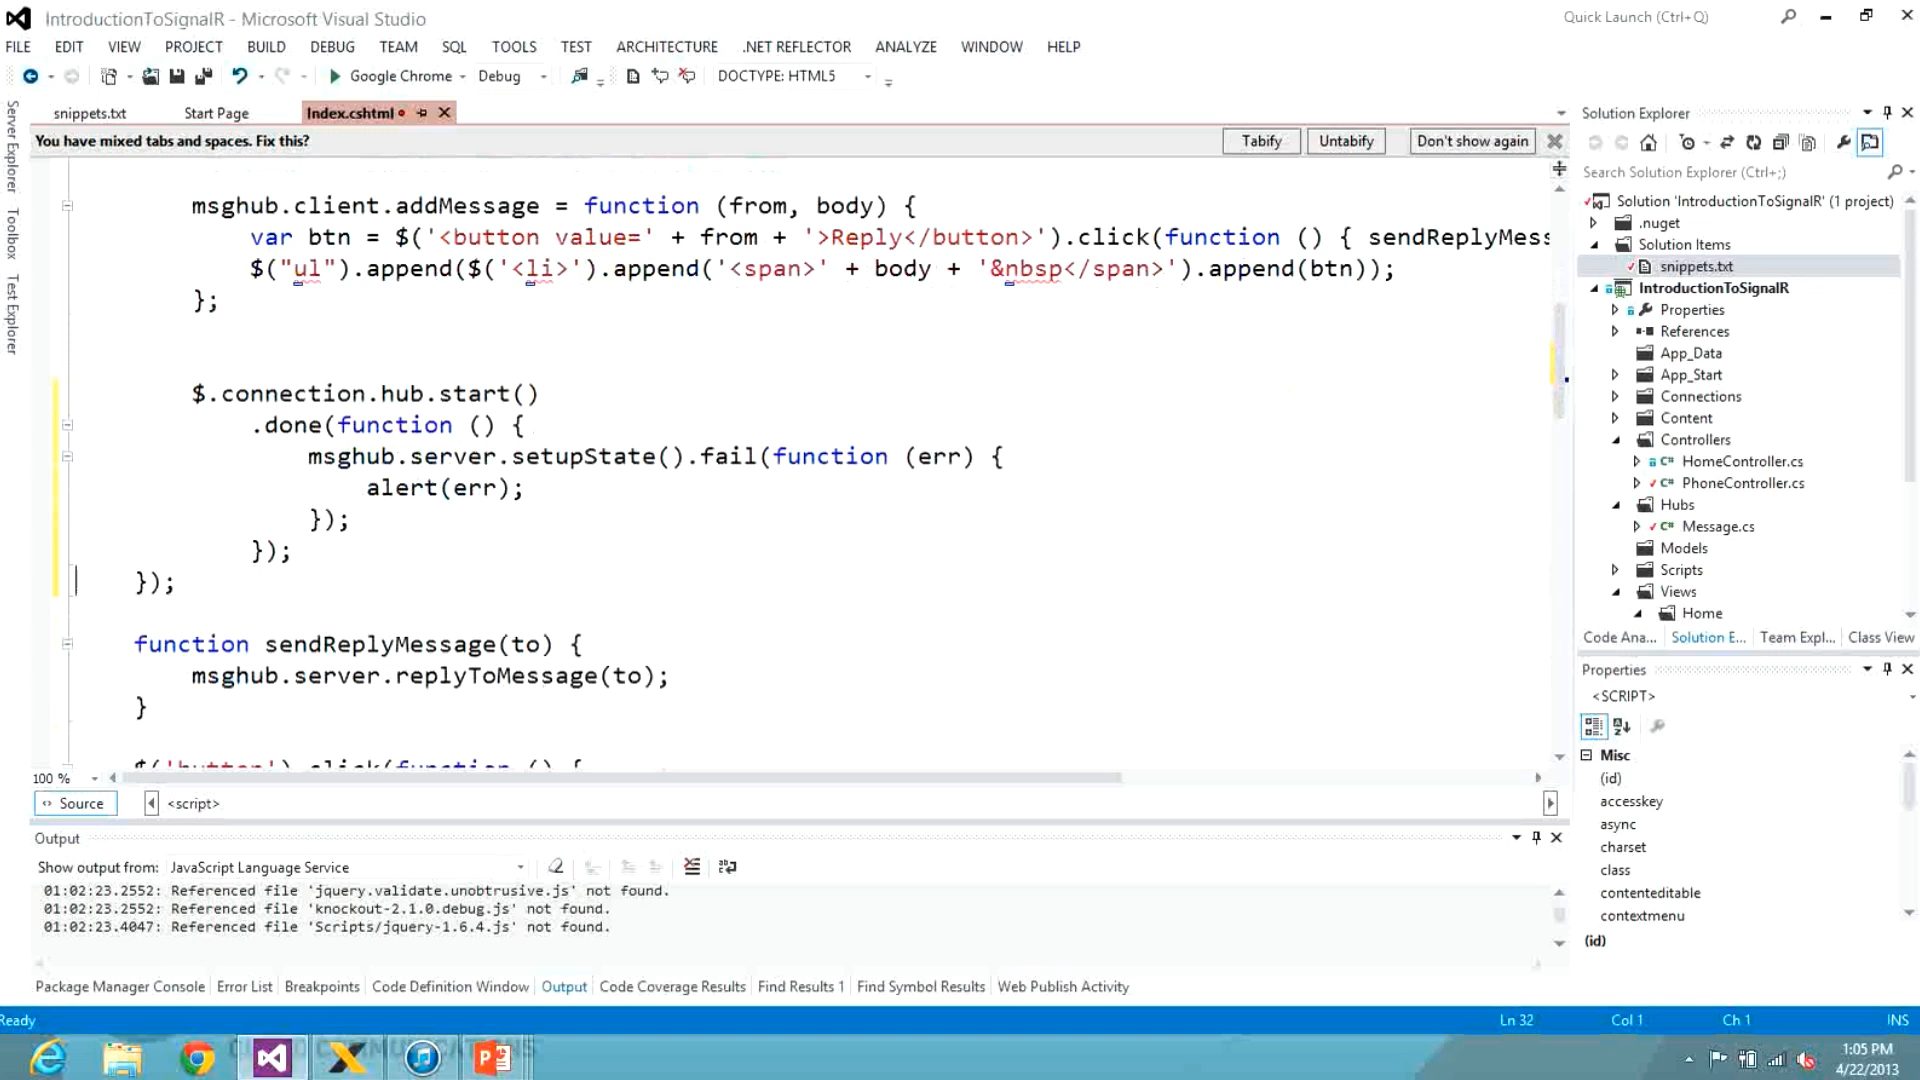 IntroductionToSignalR - Microsoft Visual Studio
Quick Launch (Ctrl+Q)
FILE EDIT VIEW PROJECT BUILD DEBUG TEAM SQL TOOLS TEST ARCHITECTURE .NET REFLECTOR ANALYZE WINDOW HELP
Google Chrome Debug DOCTYPE: HTML5
Server Explorer
Toolbox
Test Explorer
snippets.txt Start Page Index.cshtml
You have mixed tabs and spaces. Fix this? Tabify Untabify Don't show again
msghub.client.addMessage = function (from, body) {
var btn = $('<button value=' + from + '>Reply</button>').click(function () { sendReplyMess
$("ul").append($('<li>').append('<span>' + body + '&nbsp</span>').append(btn));
};
$.connection.hub.start()
.done(function () {
msghub.server.setupState().fail(function (err) {
alert(err);
});
});
});
function sendReplyMessage(to) {
msghub.server.replyToMessage(to);
}
$('button').click(function () {
100 %
Source <script>
Output
Show output from: JavaScript Language Service
01:02:23.2552: Referenced file 'jquery.validate.unobtrusive.js' not found.
01:02:23.2552: Referenced file 'knockout-2.1.0.debug.js' not found.
01:02:23.4047: Referenced file 'Scripts/jquery-1.6.4.js' not found.
Package Manager Console Error List Breakpoints Code Definition Window Output Code Coverage Results Find Results 1 Find Symbol Results Web Publish Activity
Solution Explorer
Search Solution Explorer (Ctrl+;)
Solution 'IntroductionToSignalR' (1 project)
.nuget
Solution Items
snippets.txt
IntroductionToSignalR
Properties
References
App_Data
App_Start
Connections
Content
Controllers
C# HomeController.cs
C# PhoneController.cs
Hubs
C# Message.cs
Models
Scripts
Views
Home
Code Ana... Solution E... Team Expl... Class View
Properties
<SCRIPT>
Misc
(id)
accesskey
async
charset
class
contenteditable
contextmenu
(id)
Ready Ln 32 Col 1 Ch 1 INS
1:05 PM
4/22/2013